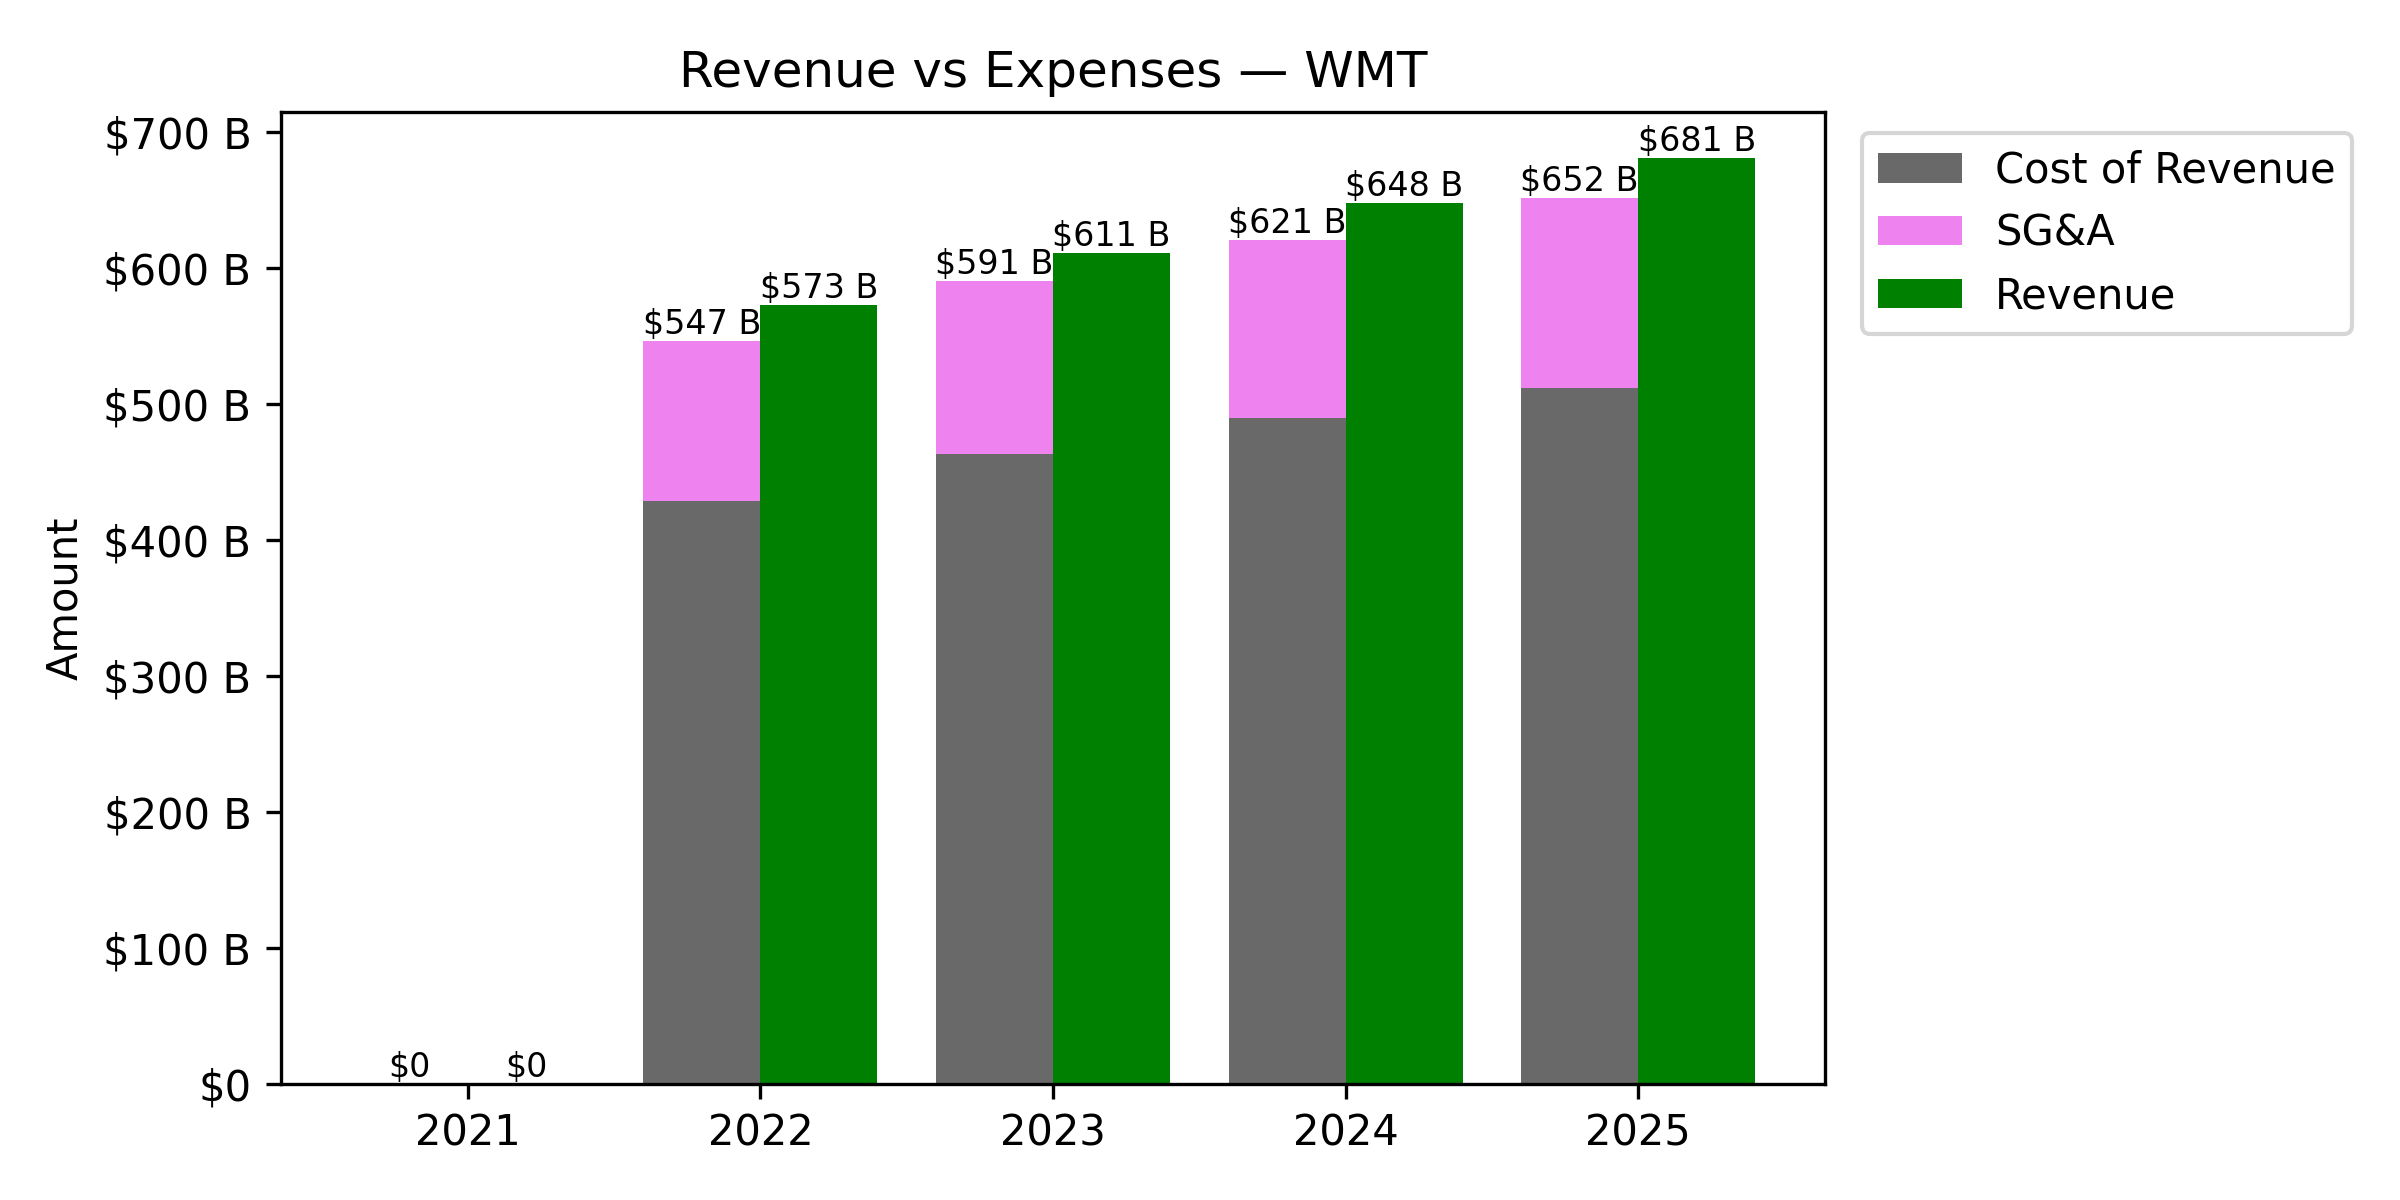 Revenue vs Expenses — WMT
Amount
$700 B
$600 B
$500 B
$400 B
$300 B
$200 B
$100 B
$0
$0
$0
$547 B
$573 B
$591 B
$611 B
$621 B
$648 B
$652 B
$681 B
2021
2022
2023
2024
2025
Cost of Revenue
SG&A
Revenue